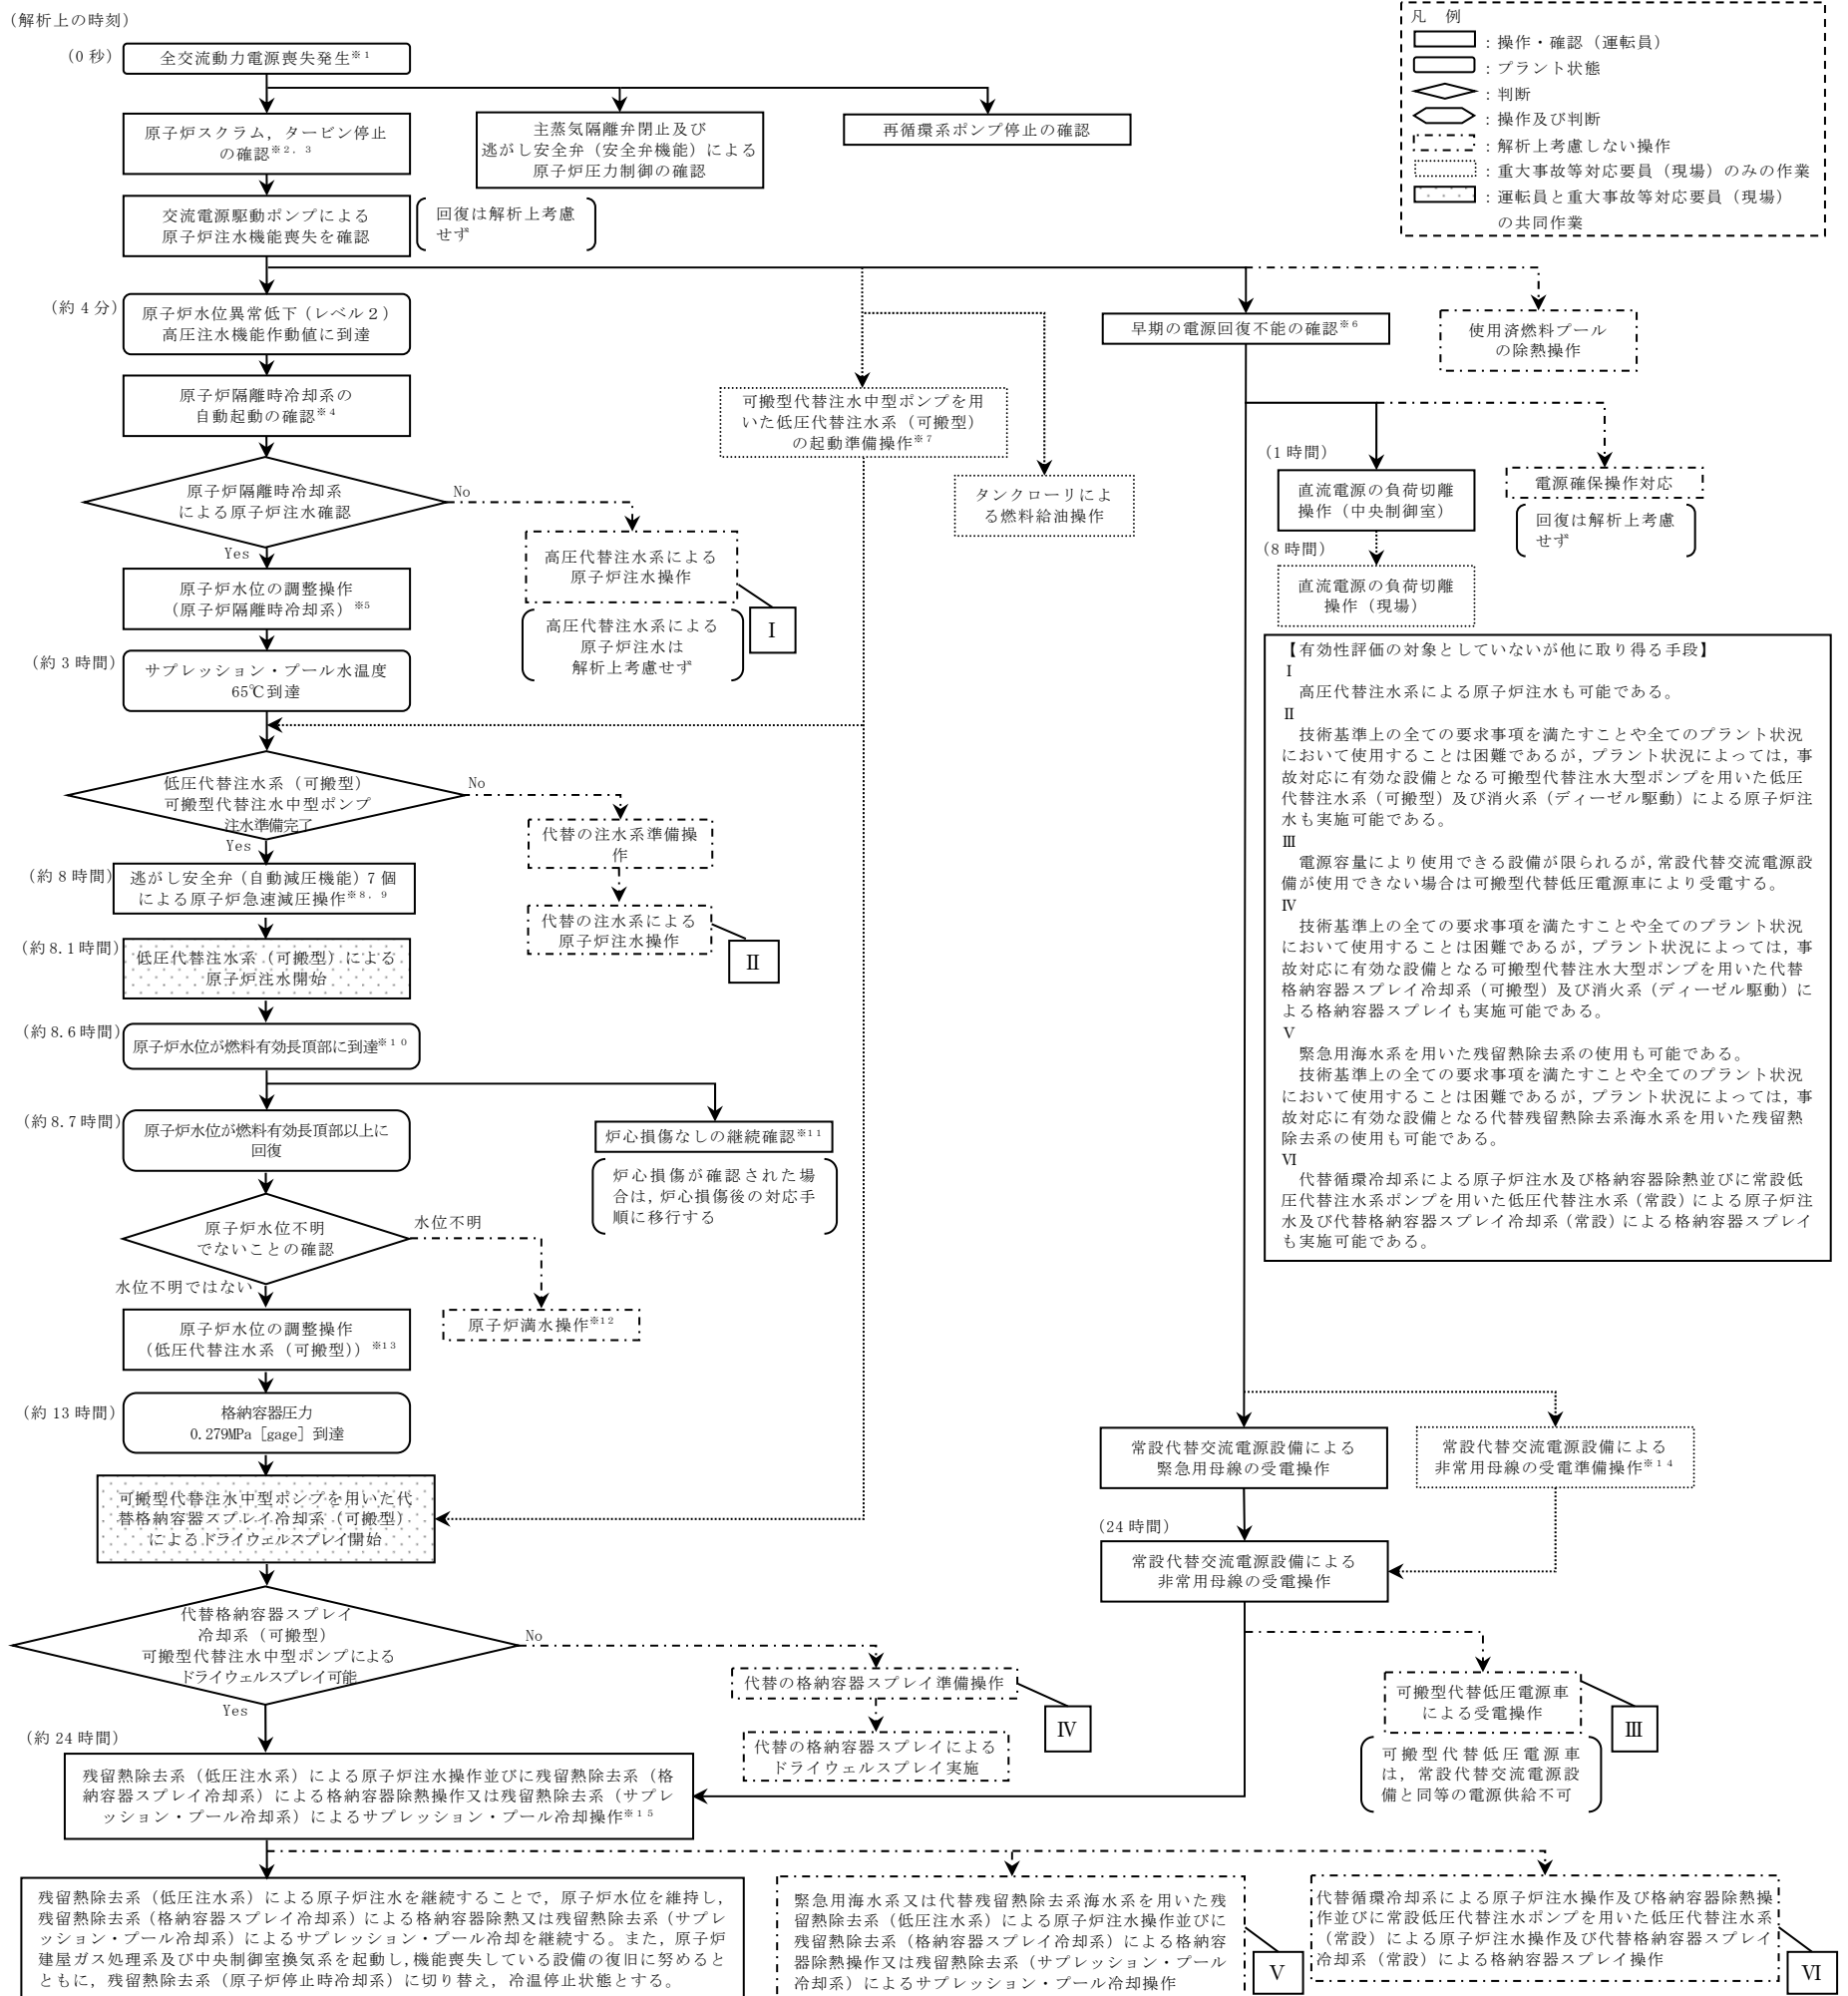 (解析上の時刻)
(0 秒)
全交流動力電源喪失発生※1
原子炉スクラム，タービン停止
の確認※2，3
主蒸気隔離弁閉止及び
逃がし安全弁（安全弁機能）による
原子炉圧力制御の確認
再循環系ポンプ停止の確認
凡　例
：操作・確認（運転員）
：プラント状態
：判断
：操作及び判断
：解析上考慮しない操作
：重大事故等対応要員（現場）のみの作業
：運転員と重大事故等対応要員（現場）
の共同作業
交流電源駆動ポンプによる
原子炉注水機能喪失を確認
回復は解析上考慮
せず
(約 4 分)
原子炉水位異常低下（レベル２）
高圧注水機能作動値に到達
早期の電源回復不能の確認※6
使用済燃料プール
の除熱操作
原子炉隔離時冷却系の
自動起動の確認※4
可搬型代替注水中型ポンプを用
いた低圧代替注水系（可搬型）
の起動準備操作※7
タンクローリによ
る燃料給油操作
(1 時間)
直流電源の負荷切離
操作（中央制御室）
電源確保操作対応
回復は解析上考慮
せず
(8 時間)
直流電源の負荷切離
操作（現場）
原子炉隔離時冷却系
による原子炉注水確認
No
Yes
高圧代替注水系による
原子炉注水操作
Ⅰ
高圧代替注水系による
原子炉注水は
解析上考慮せず
原子炉水位の調整操作
（原子炉隔離時冷却系）※5
(約 3 時間)
サプレッション・プール水温度
65℃到達
【有効性評価の対象としていないが他に取り得る手段】
Ⅰ
高圧代替注水系による原子炉注水も可能である。
Ⅱ
技術基準上の全ての要求事項を満たすことや全てのプラント状況
において使用することは困難であるが，プラント状況によっては，事
故対応に有効な設備となる可搬型代替注水大型ポンプを用いた低圧
代替注水系（可搬型）及び消火系（ディーゼル駆動）による原子炉注
水も実施可能である。
Ⅲ
電源容量により使用できる設備が限られるが，常設代替交流電源設
備が使用できない場合は可搬型代替低圧電源車により受電する。
Ⅳ
技術基準上の全ての要求事項を満たすことや全てのプラント状況
において使用することは困難であるが，プラント状況によっては，事
故対応に有効な設備となる可搬型代替注水大型ポンプを用いた代替
格納容器スプレイ冷却系（可搬型）及び消火系（ディーゼル駆動）に
よる格納容器スプレイも実施可能である。
Ⅴ
緊急用海水系を用いた残留熱除去系の使用も可能である。
技術基準上の全ての要求事項を満たすことや全てのプラント状況
において使用することは困難であるが，プラント状況によっては，事
故対応に有効な設備となる代替残留熱除去系海水系を用いた残留熱
除去系の使用も可能である。
Ⅵ
代替循環冷却系による原子炉注水及び格納容器除熱並びに常設低
圧代替注水系ポンプを用いた低圧代替注水系（常設）による原子炉注
水及び代替格納容器スプレイ冷却系（常設）による格納容器スプレイ
も実施可能である。
低圧代替注水系（可搬型）
可搬型代替注水中型ポンプ
注水準備完了
No
Yes
代替の注水系準備操
作
代替の注水系による
原子炉注水操作
Ⅱ
(約 8 時間)
逃がし安全弁（自動減圧機能）7 個
による原子炉急速減圧操作※8，9
(約 8.1 時間)
低圧代替注水系（可搬型）による
原子炉注水開始
(約 8.6 時間)
原子炉水位が燃料有効長頂部に到達※10
(約 8.7 時間)
原子炉水位が燃料有効長頂部以上に
回復
炉心損傷なしの継続確認※11
炉心損傷が確認された場
合は，炉心損傷後の対応手
順に移行する
原子炉水位不明
でないことの確認
水位不明
水位不明ではない
原子炉満水操作※12
原子炉水位の調整操作
（低圧代替注水系（可搬型））※13
(約 13 時間)
格納容器圧力
0.279MPa［gage］到達
可搬型代替注水中型ポンプを用いた代
替格納容器スプレイ冷却系（可搬型）
によるドライウェルスプレイ開始
常設代替交流電源設備による
緊急用母線の受電操作
常設代替交流電源設備による
非常用母線の受電準備操作※14
(24 時間)
常設代替交流電源設備による
非常用母線の受電操作
代替格納容器スプレイ
冷却系（可搬型）
可搬型代替注水中型ポンプによる
ドライウェルスプレイ可能
No
Yes
代替の格納容器スプレイ準備操作
代替の格納容器スプレイによる
ドライウェルスプレイ実施
Ⅳ
可搬型代替低圧電源車
による受電操作
Ⅲ
可搬型代替低圧電源車
は，常設代替交流電源設
備と同等の電源供給不可
(約 24 時間)
残留熱除去系（低圧注水系）による原子炉注水操作並びに残留熱除去系（格
納容器スプレイ冷却系）による格納容器除熱操作又は残留熱除去系（サプレ
ッション・プール冷却系）によるサプレッション・プール冷却操作※15
残留熱除去系（低圧注水系）による原子炉注水を継続することで，原子炉水位を維持し，
残留熱除去系（格納容器スプレイ冷却系）による格納容器除熱又は残留熱除去系（サプレ
ッション・プール冷却系）によるサプレッション・プール冷却を継続する。また，原子炉
建屋ガス処理系及び中央制御室換気系を起動し，機能喪失している設備の復旧に努めると
ともに，残留熱除去系（原子炉停止時冷却系）に切り替え，冷温停止状態とする。
緊急用海水系又は代替残留熱除去系海水系を用いた残
留熱除去系（低圧注水系）による原子炉注水操作並びに
残留熱除去系（格納容器スプレイ冷却系）による格納容
器除熱操作又は残留熱除去系（サプレッション・プール
冷却系）によるサプレッション・プール冷却操作
Ⅴ
代替循環冷却系による原子炉注水操作及び格納容器除熱操
作並びに常設低圧代替注水ポンプを用いた低圧代替注水系
（常設）による原子炉注水操作及び代替格納容器スプレイ
冷却系（常設）による格納容器スプレイ操作
Ⅵ